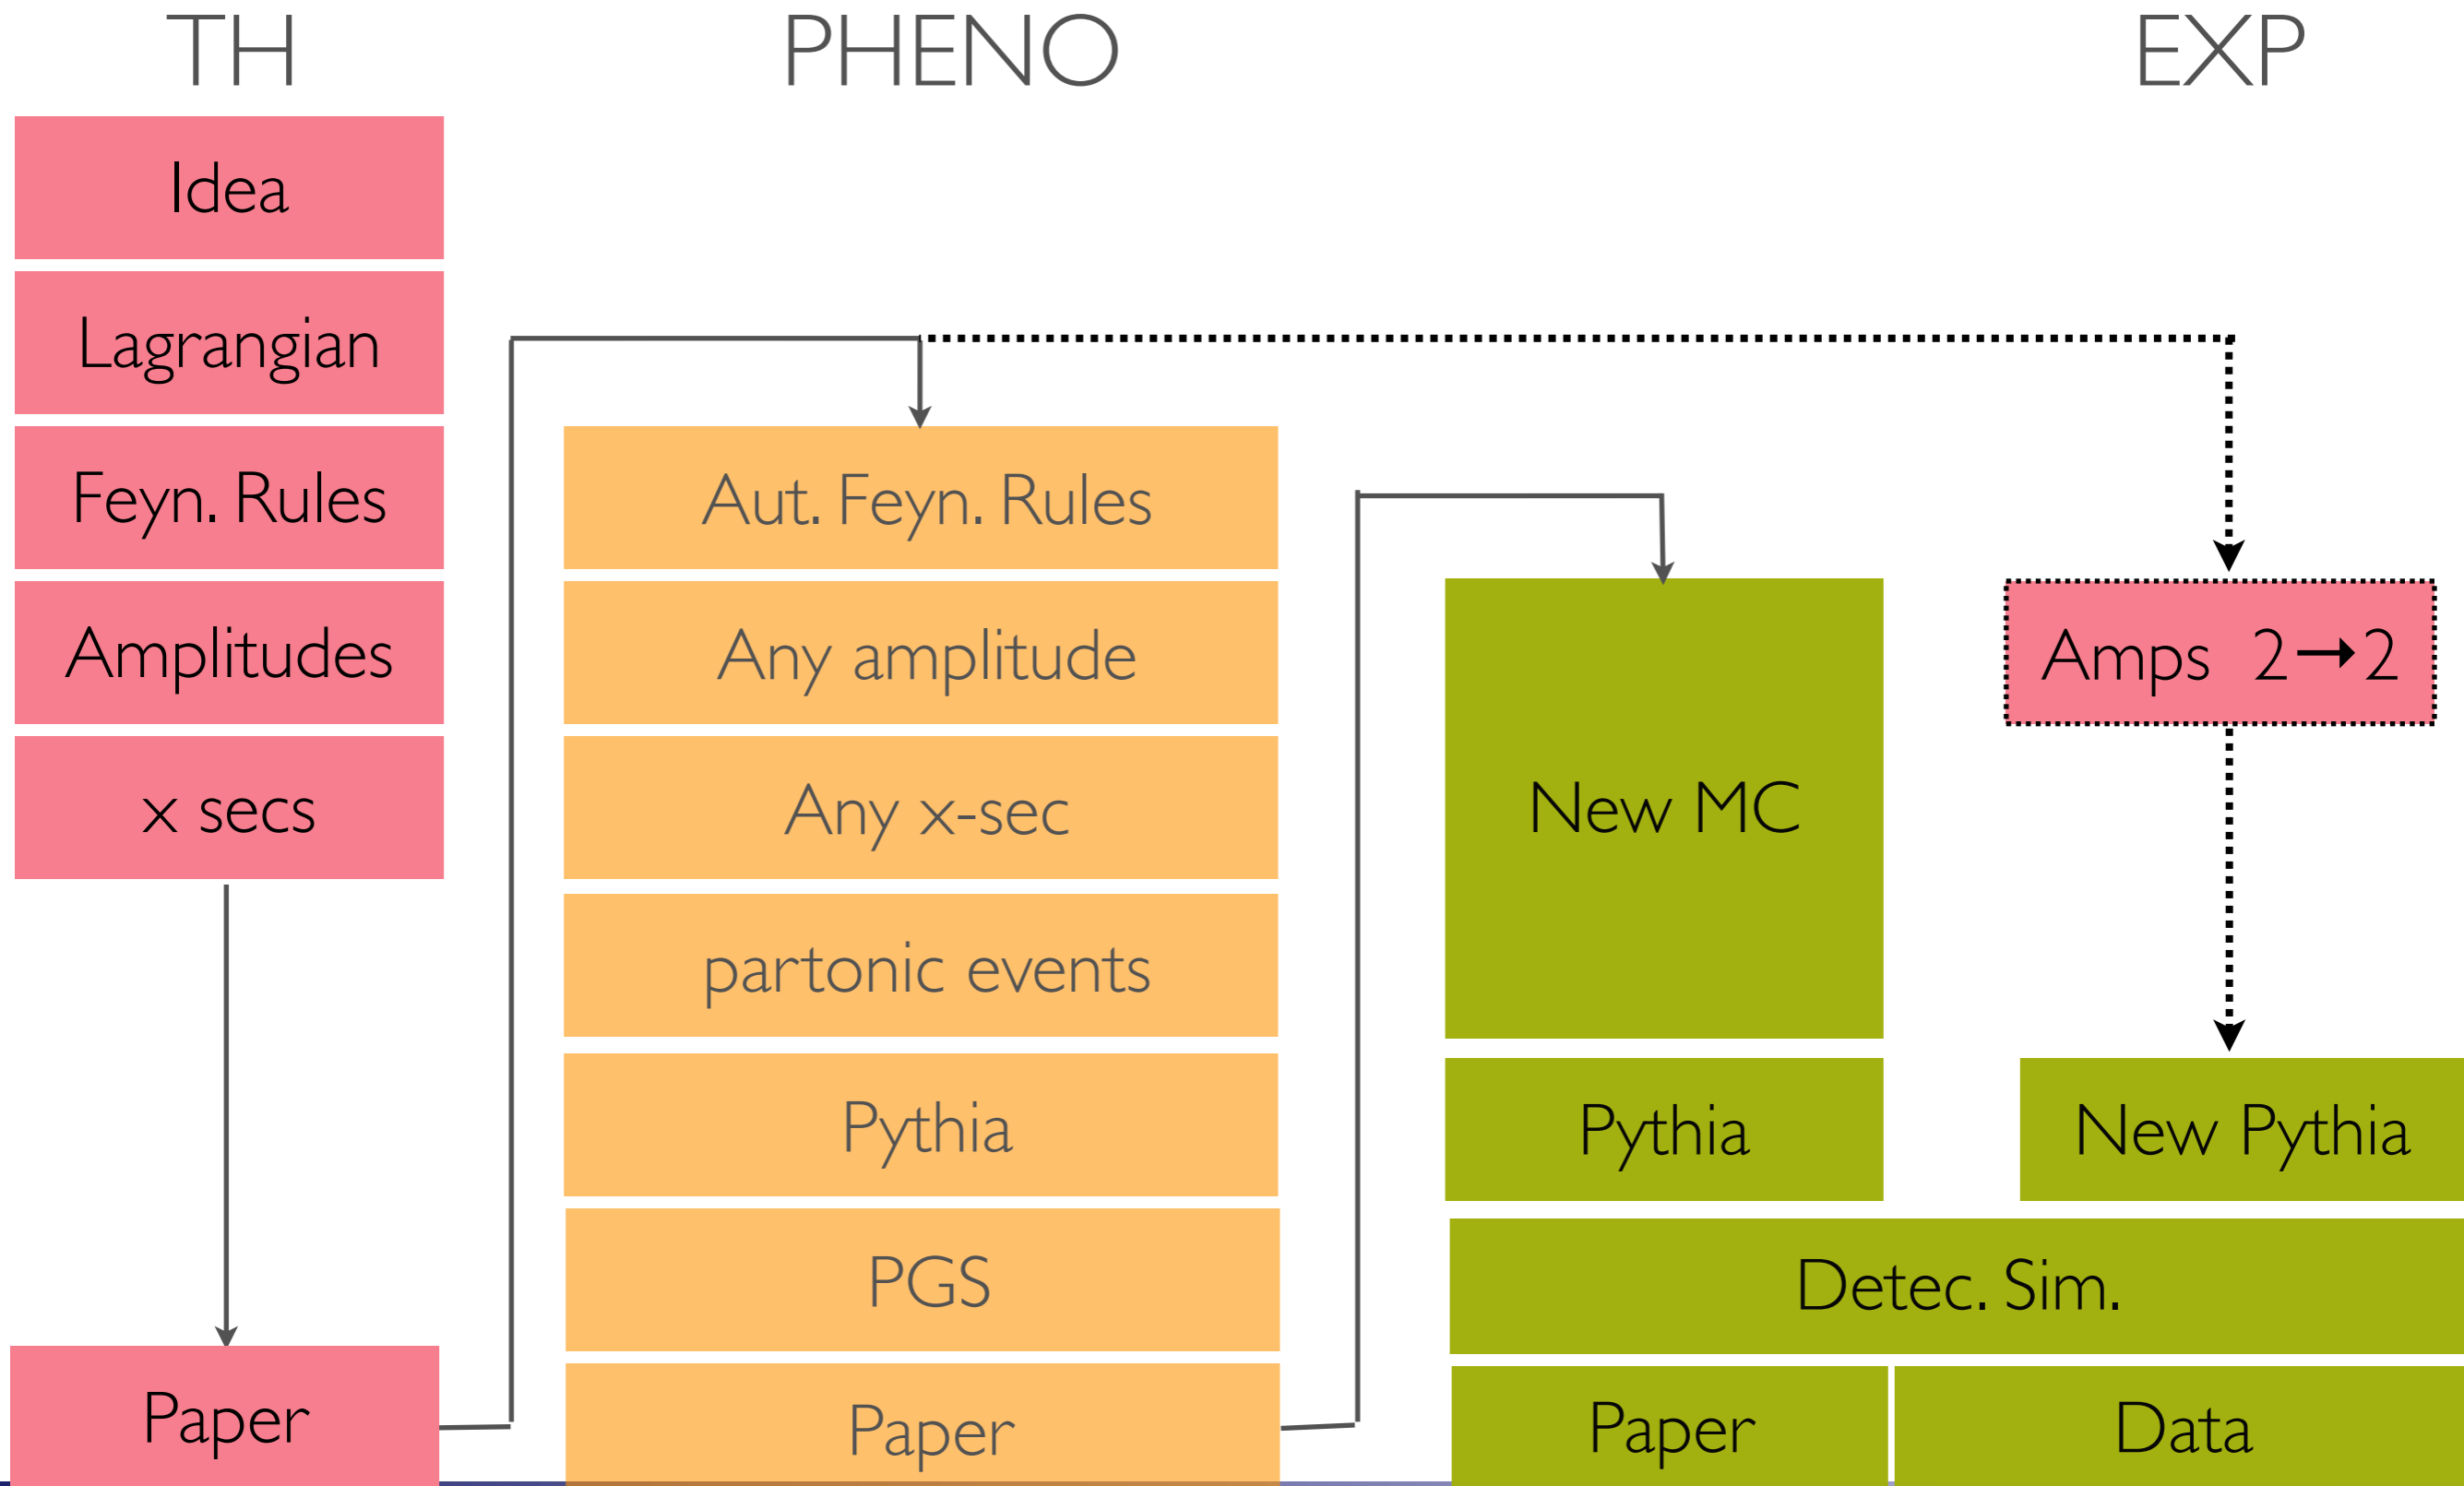 TH
PHENO
EXP
Idea
Lagrangian
Feyn. Rules
Amplitudes
x secs
Paper
Aut. Feyn. Rules
Any amplitude
Any x-sec
partonic events
Pythia
PGS
Paper
New MC
Pythia
Amps 2→2
New Pythia
Detec. Sim.
Paper
Data